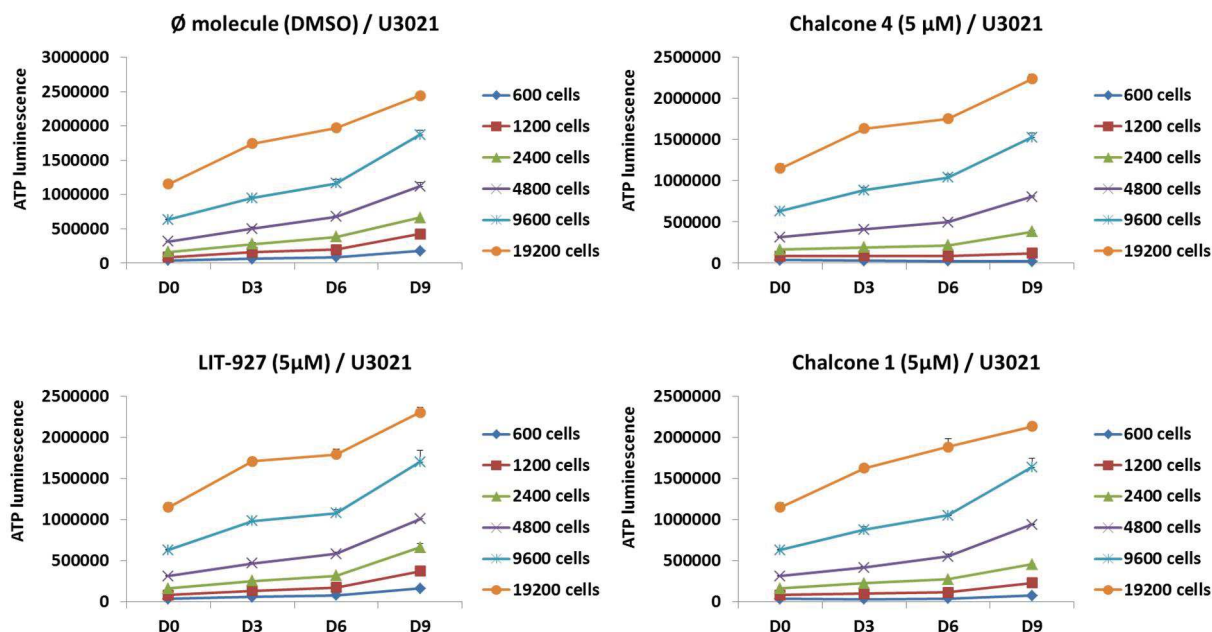 Ø molecule (DMSO) / U3021
ATP luminescence
3000000
2500000
2000000
1500000
1000000
500000
0
D0 D3 D6 D9
600 cells
1200 cells
2400 cells
4800 cells
9600 cells
19200 cells
Chalcone 4 (5 µM) / U3021
ATP luminescence
2500000
2000000
1500000
1000000
500000
0
D0 D3 D6 D9
600 cells
1200 cells
2400 cells
4800 cells
9600 cells
19200 cells
LIT-927 (5µM) / U3021
ATP luminescence
2500000
2000000
1500000
1000000
500000
0
D0 D3 D6 D9
600 cells
1200 cells
2400 cells
4800 cells
9600 cells
19200 cells
Chalcone 1 (5µM) / U3021
ATP luminescence
2500000
2000000
1500000
1000000
500000
0
D0 D3 D6 D9
600 cells
1200 cells
2400 cells
4800 cells
9600 cells
19200 cells